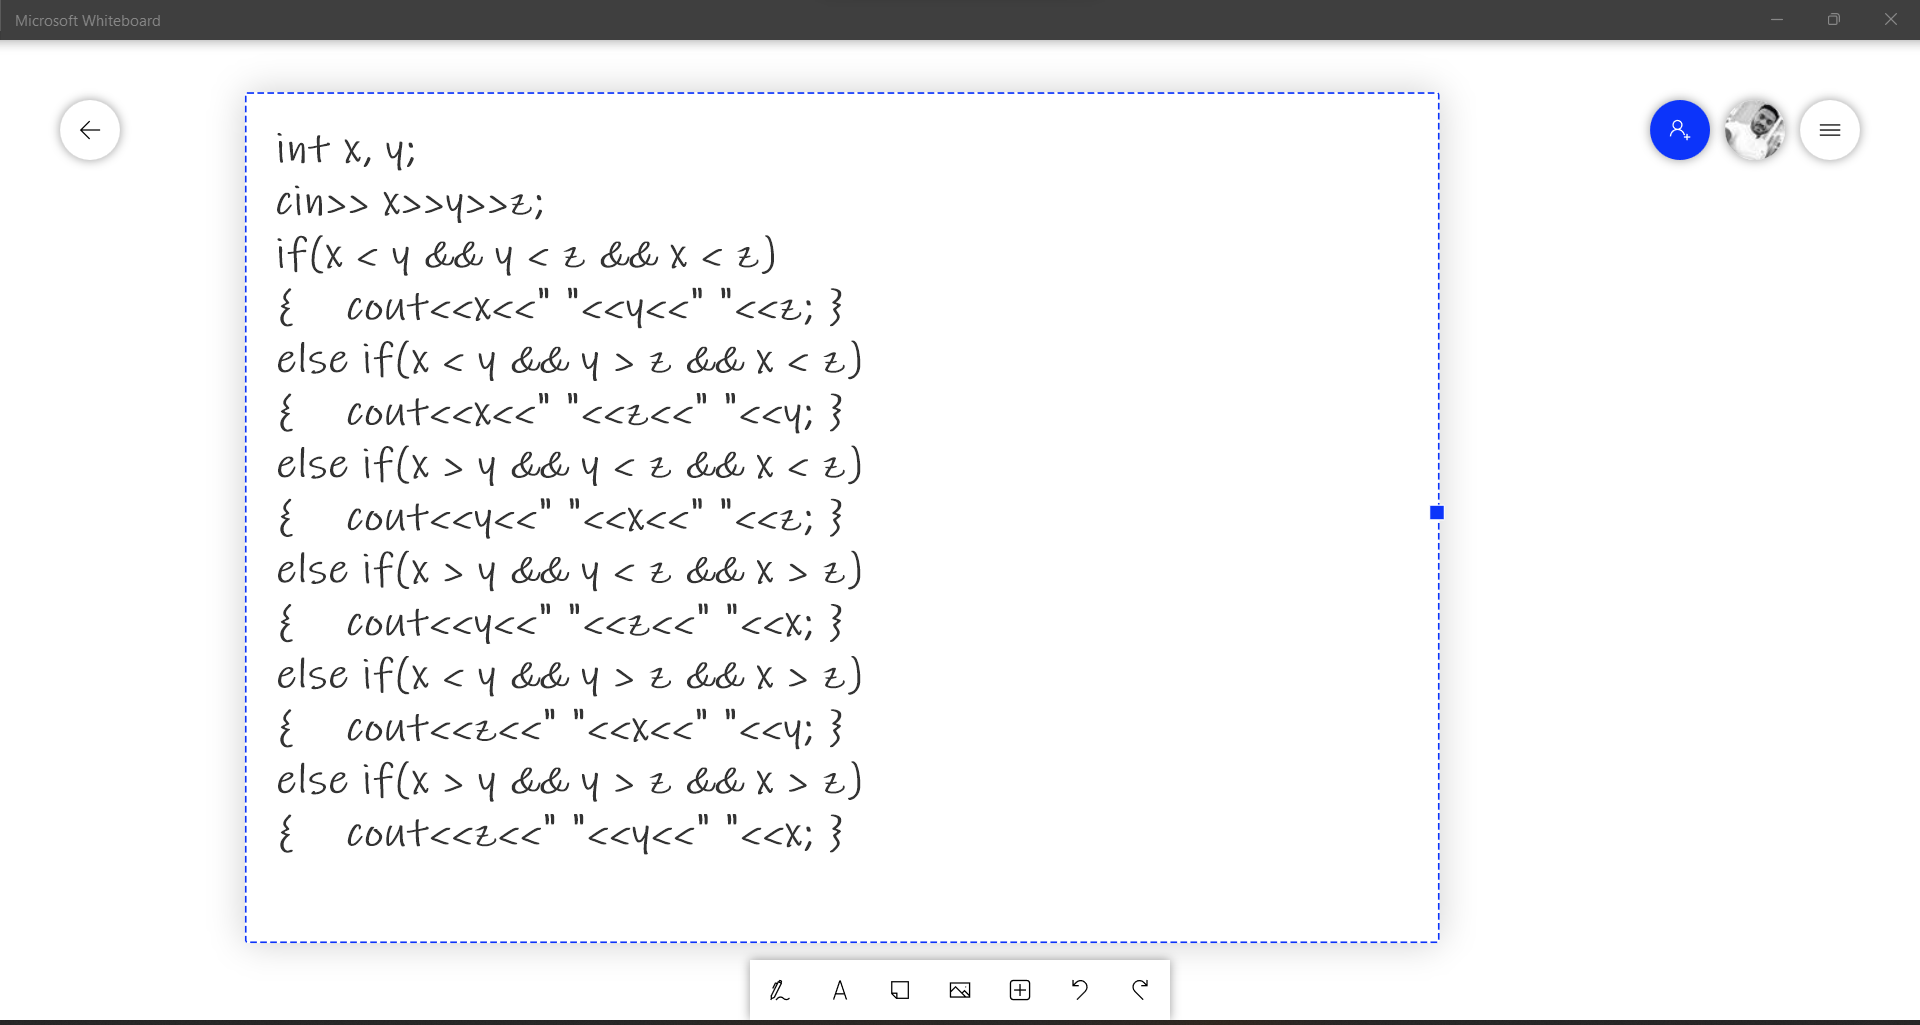 Microsoft Whiteboard
int x, y;
cin>> x>>y>>z;
if(x < y && y < z && x < z)
{    cout<<x<<" "<<y<<" "<<z; }
else if(x < y && y > z && x < z)
{    cout<<x<<" "<<z<<" "<<y; }
else if(x > y && y < z && x < z)
{    cout<<y<<" "<<x<<" "<<z; }
else if(x > y && y < z && x > z)
{    cout<<y<<" "<<z<<" "<<x; }
else if(x < y && y > z && x > z)
{    cout<<z<<" "<<x<<" "<<y; }
else if(x > y && y > z && x > z)
{    cout<<z<<" "<<y<<" "<<x; }